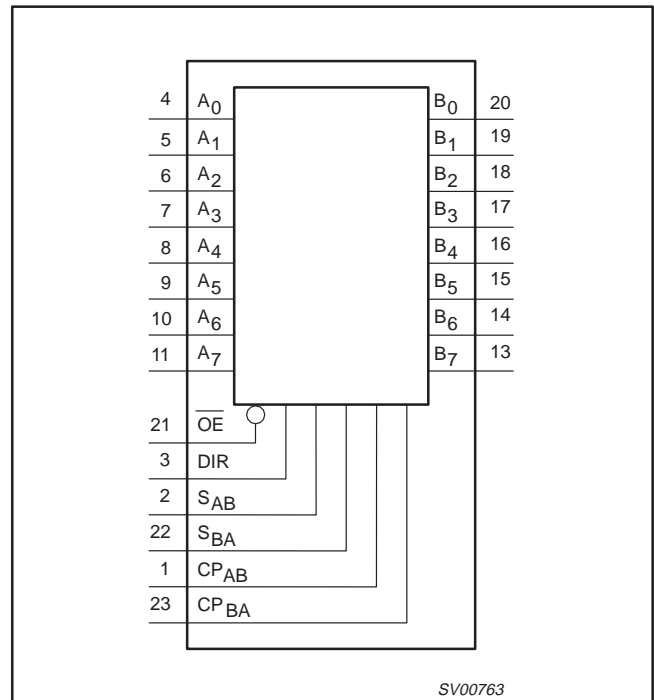 4 A0 B0 20
5 A1 B1 19
6 A2 B2 18
7 A3 B3 17
8 A4 B4 16
9 A5 B5 15
10 A6 B6 14
11 A7 B7 13
21 O̅E̅
3 DIR
2 SAB
22 SBA
1 CPAB
23 CPBA
SV00763